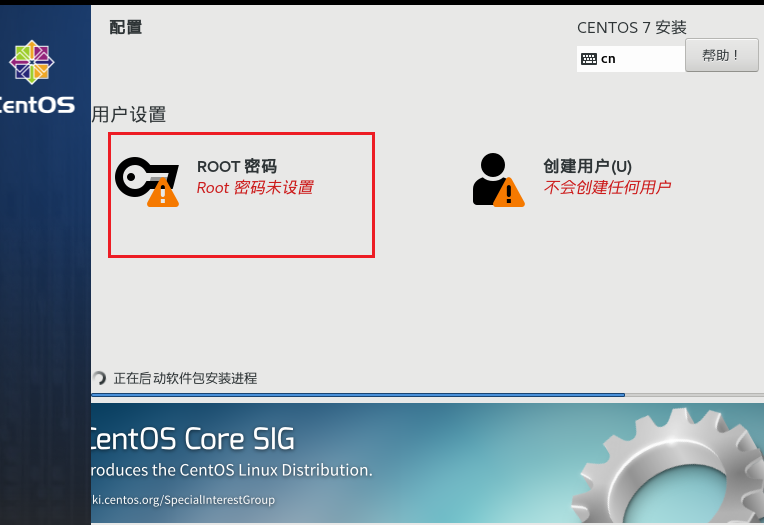 配置
CENTOS 7 安装
cn
帮助！
entOS
用户设置
ROOT 密码
Root 密码未设置
创建用户(U)
不会创建任何用户
正在启动软件包安装进程
CentOS Core SIG
roduces the CentOS Linux Distribution.
ki.centos.org/SpecialInterestGroup